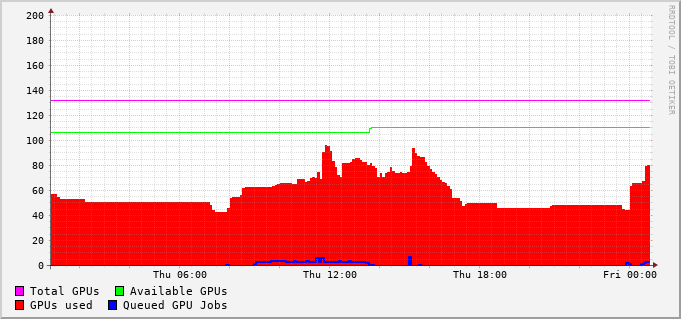 200
180
160
140
120
100
80
60
40
20
0
Thu 06:00 Thu 12:00 Thu 18:00 Fri 00:00
Total GPUs Available GPUs
GPUs used Queued GPU Jobs
RRDTOOL / TOBI OETIKER